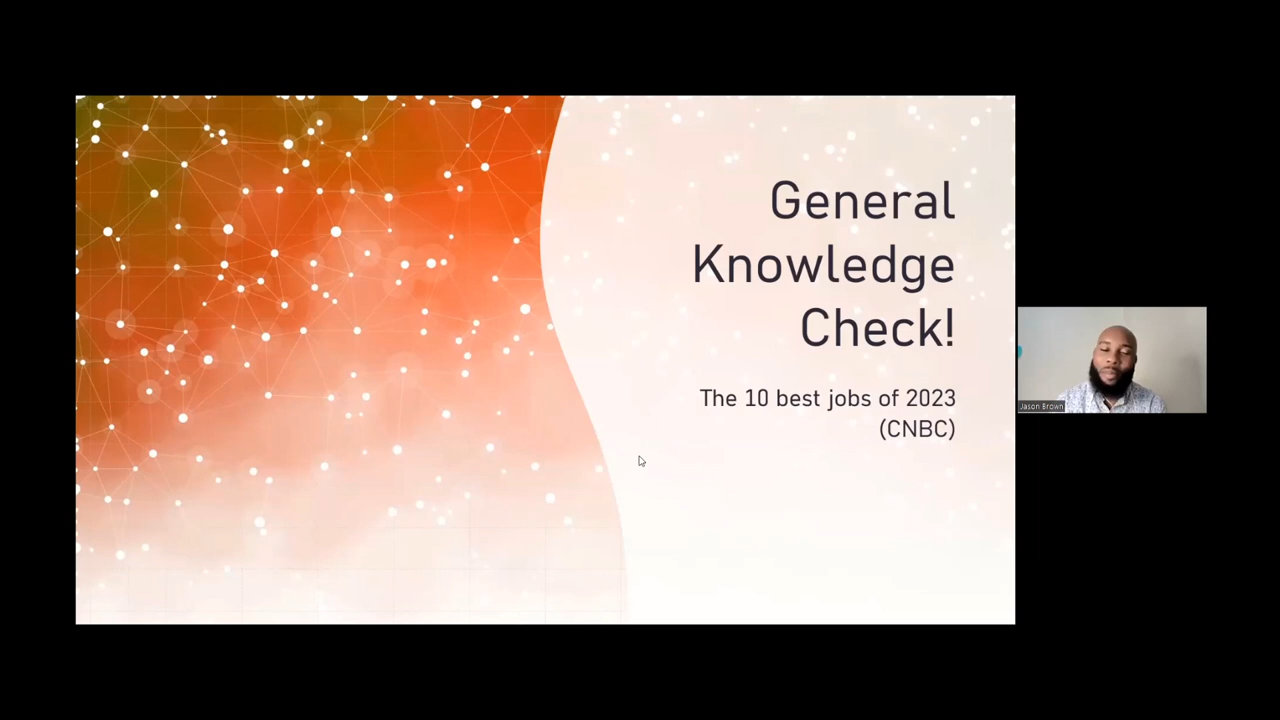 General
Knowledge
Check!
The 10 best jobs of 2023
(CNBC)
Jason Brown